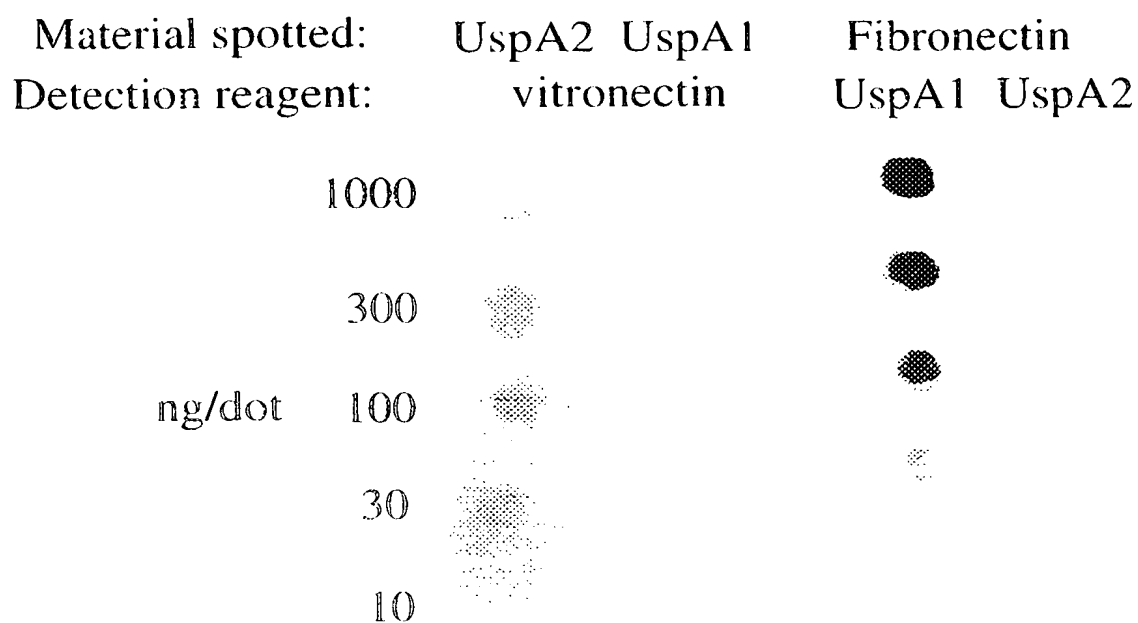 Material spotted: UspA2 UspA1 Fibronectin
Detection reagent: vitronectin UspA1 UspA2
1000
300
ng/dot 100
30
10